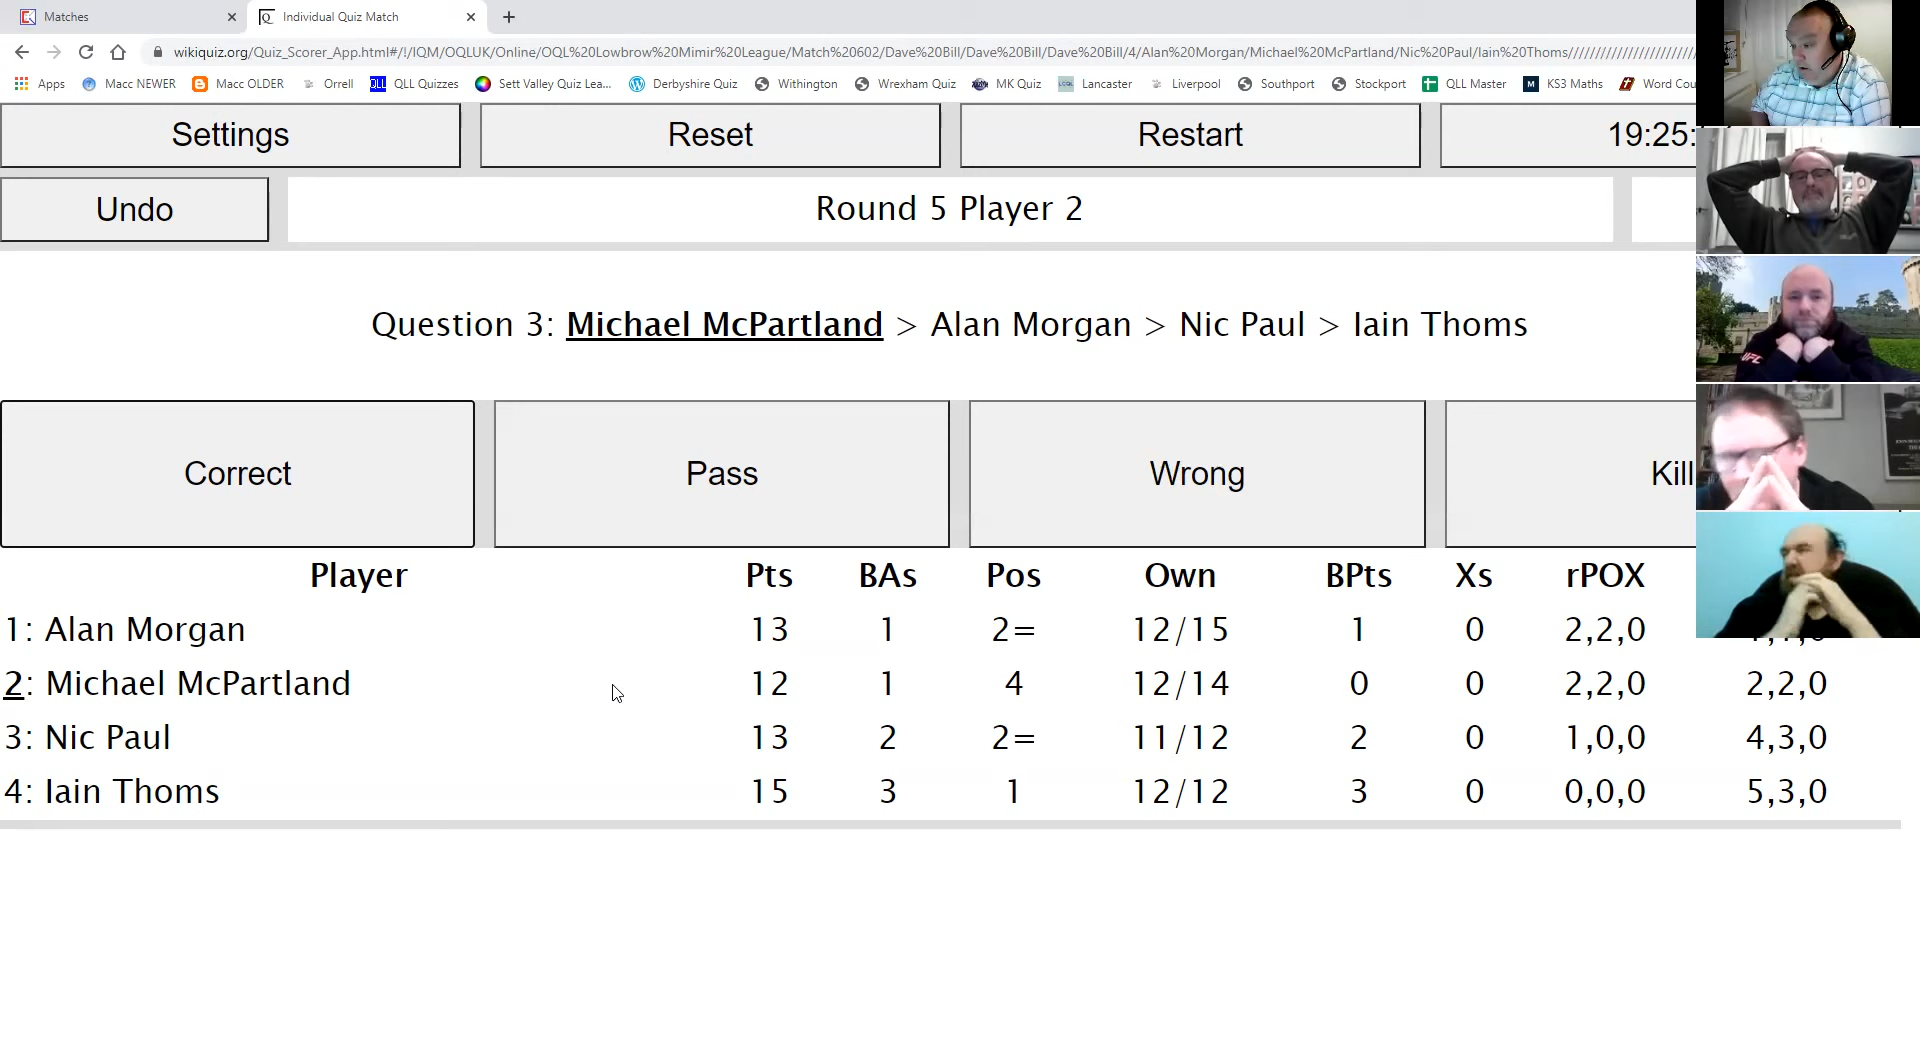 Matches
Individual Quiz Match
wikiquiz.org/Quiz_Scorer_App.html#/!/IQM/OQLUK/Online/OQL%20Lowbrow%20Mimir%20League/Match%20602/Dave%20Bill/Dave%20Bill/Dave%20Bill/4/Alan%20Morgan/Michael%20McPartland/Nic%20Paul/Iain%20Thoms/////////////////////////
Apps Macc NEWER Macc OLDER Orrell QLL Quizzes Sett Valley Quiz Lea... Derbyshire Quiz Withington Wrexham Quiz MK Quiz Lancaster Liverpool Southport Stockport QLL Master KS3 Maths Word Cou
Settings Reset Restart 19:25:
Undo Round 5 Player 2
Question 3: Michael McPartland > Alan Morgan > Nic Paul > Iain Thoms
Correct Pass Wrong Kill
Player Pts BAs Pos Own BPts Xs rPOX
1: Alan Morgan 13 1 2= 12/15 1 0 2,2,0
2: Michael McPartland 12 1 4 12/14 0 0 2,2,0 2,2,0
3: Nic Paul 13 2 2= 11/12 2 0 1,0,0 4,3,0
4: Iain Thoms 15 3 1 12/12 3 0 0,0,0 5,3,0
UFC